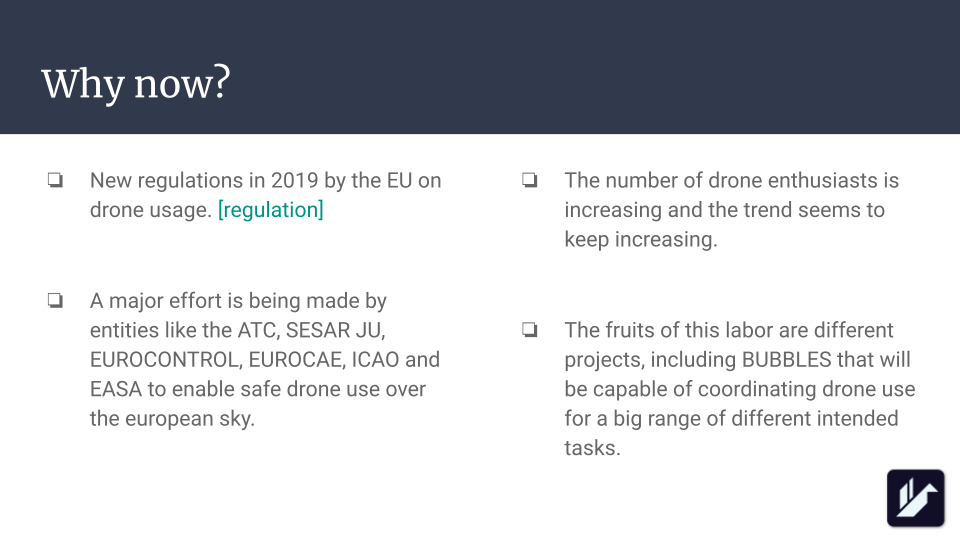 Why now?
❏ New regulations in 2019 by the EU on
drone usage. [regulation]
❏ A major effort is being made by
entities like the ATC, SESAR JU,
EUROCONTROL, EUROCAE, ICAO and
EASA to enable safe drone use over
the european sky.
❏ The number of drone enthusiasts is
increasing and the trend seems to
keep increasing.
❏ The fruits of this labor are different
projects, including BUBBLES that will
be capable of coordinating drone use
for a big range of different intended
tasks.